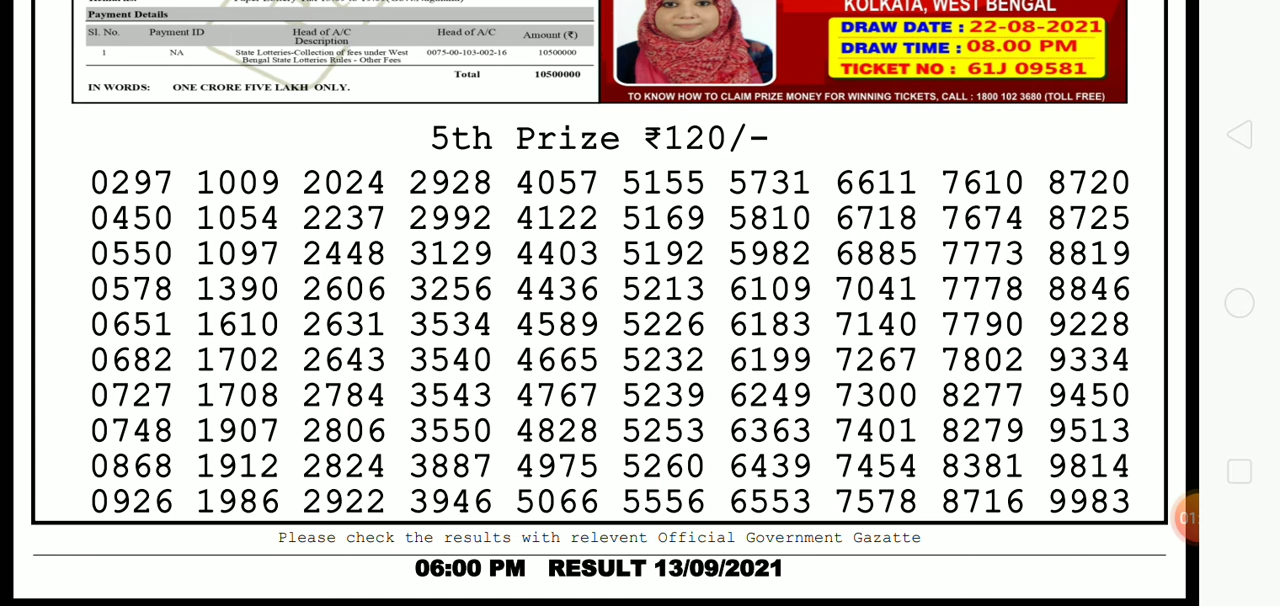 Payment Details
Sl. No. Payment ID Head of A/C Description Head of A/C Amount (₹)
1 NA State Lotteries-Collection of fees under West Bengal State Lotteries Rules - Other Fees 0075-00-103-002-16 10500000
Total 10500000
IN WORDS: ONE CRORE FIVE LAKH ONLY.
KOLKATA, WEST BENGAL
DRAW DATE : 22-08-2021
DRAW TIME : 08.00 PM
TICKET NO : 61J 09581
TO KNOW HOW TO CLAIM PRIZE MONEY FOR WINNING TICKETS, CALL : 1800 102 3680 (TOLL FREE)
5th Prize ₹120/-
0297 1009 2024 2928 4057 5155 5731 6611 7610 8720
0450 1054 2237 2992 4122 5169 5810 6718 7674 8725
0550 1097 2448 3129 4403 5192 5982 6885 7773 8819
0578 1390 2606 3256 4436 5213 6109 7041 7778 8846
0651 1610 2631 3534 4589 5226 6183 7140 7790 9228
0682 1702 2643 3540 4665 5232 6199 7267 7802 9334
0727 1708 2784 3543 4767 5239 6249 7300 8277 9450
0748 1907 2806 3550 4828 5253 6363 7401 8279 9513
0868 1912 2824 3887 4975 5260 6439 7454 8381 9814
0926 1986 2922 3946 5066 5556 6553 7578 8716 9983
Please check the results with relevent Official Government Gazatte
06:00 PM RESULT 13/09/2021